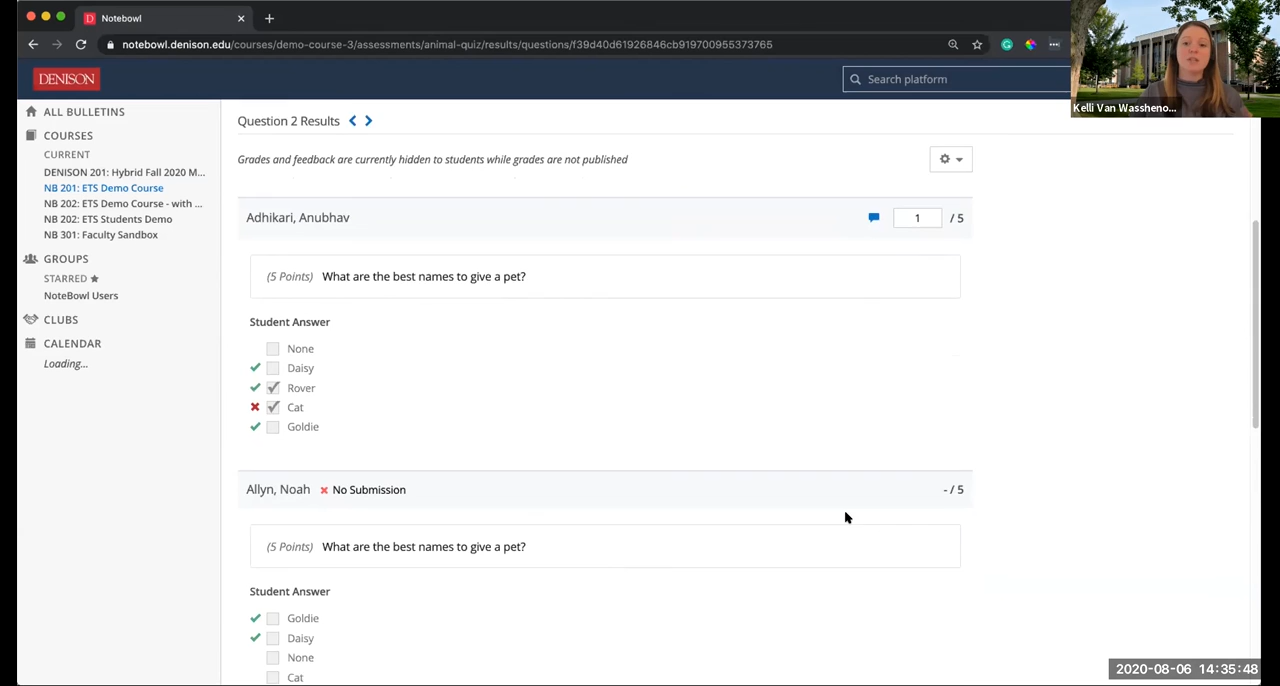 Notebowl
notebowl.denison.edu/courses/demo-course-3/assessments/animal-quiz/results/questions/f39d40d61926846cb919700955373765
DENISON
Search platform
Kelli Van Wassheno...
ALL BULLETINS
COURSES
CURRENT
DENISON 201: Hybrid Fall 2020 M...
NB 201: ETS Demo Course
NB 202: ETS Demo Course - with ...
NB 202: ETS Students Demo
NB 301: Faculty Sandbox
GROUPS
STARRED
NoteBowl Users
CLUBS
CALENDAR
Loading...
Question 2 Results
Grades and feedback are currently hidden to students while grades are not published
Adhikari, Anubhav 1 / 5
(5 Points) What are the best names to give a pet?
Student Answer
None
Daisy
Rover
Cat
Goldie
Allyn, Noah No Submission - / 5
(5 Points) What are the best names to give a pet?
Student Answer
Goldie
Daisy
None
Cat
2020-08-06 14:35:48